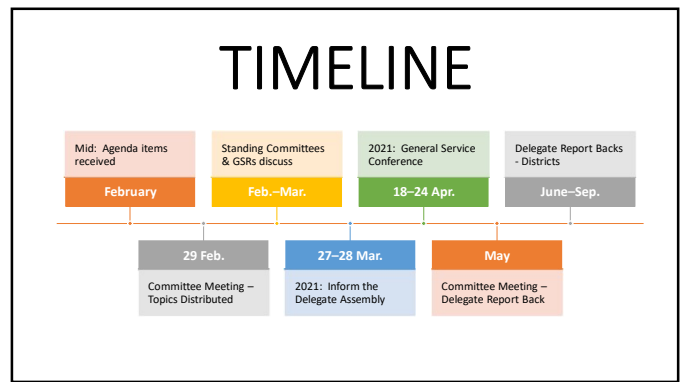 TIMELINE
Mid: Agenda items
received
February
Standing Committees
& GSRs discuss
Feb.–Mar.
2021: General Service
Conference
18–24 Apr.
Delegate Report Backs
- Districts
June–Sep.
29 Feb.
Committee Meeting –
Topics Distributed
27–28 Mar.
2021: Inform the
Delegate Assembly
May
Committee Meeting –
Delegate Report Back